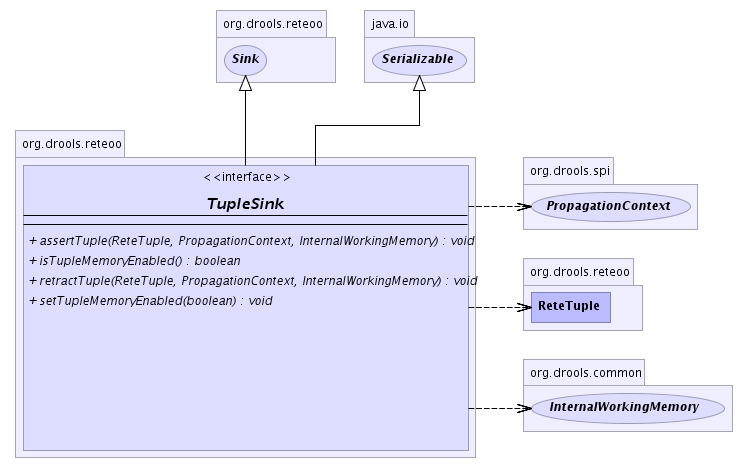 org.drools.reteoo
java.io
Sink
Serializable
org.drools.reteoo
<<interface>>
TupleSink
+ assertTuple(ReteTuple, PropagationContext, InternalWorkingMemory) : void
+ isTupleMemoryEnabled() : boolean
+ retractTuple(ReteTuple, PropagationContext, InternalWorkingMemory) : void
+ setTupleMemoryEnabled(boolean) : void
org.drools.spi
PropagationContext
org.drools.reteoo
ReteTuple
org.drools.common
InternalWorkingMemory